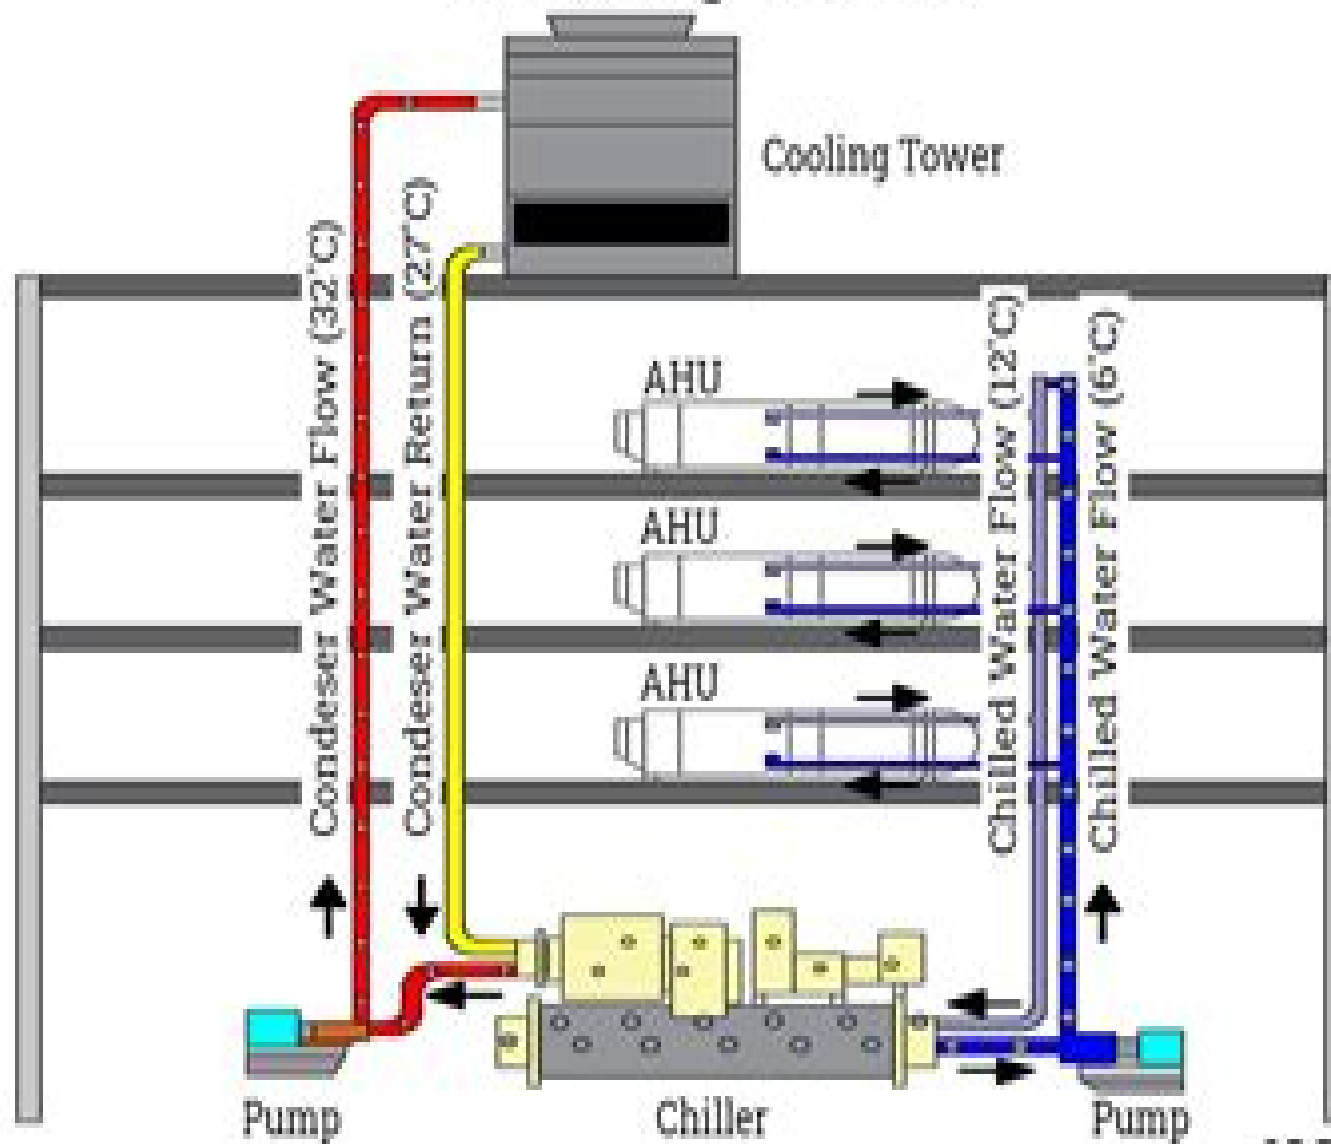 Cooling Tower
Condeser Water Flow (32°C)
Condeser Water Return (27°C)
AHU
AHU
AHU
Chilled Water Flow (12°C)
Chilled Water Flow (6°C)
Pump
Chiller
Pump